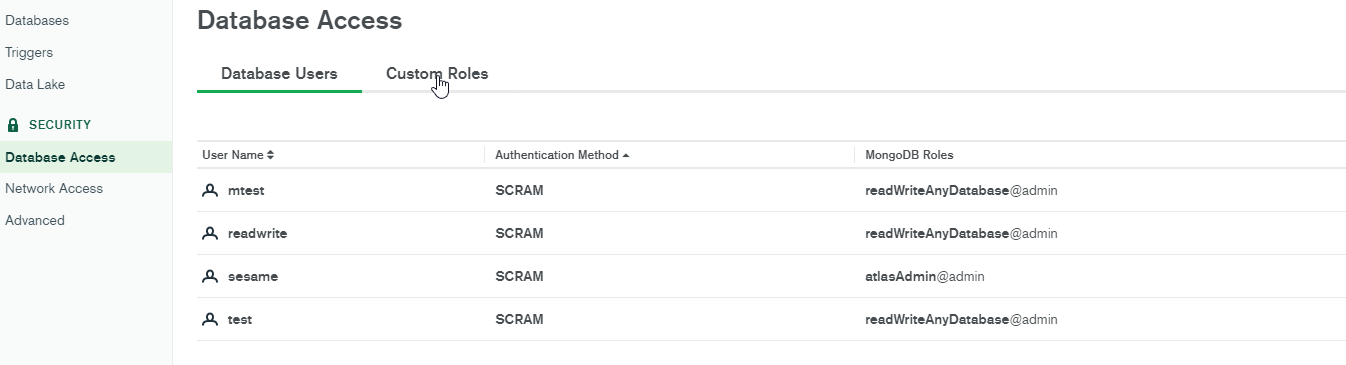 Databases
Triggers
Data Lake
SECURITY
Database Access
Network Access
Advanced
Database Access
Database Users Custom Roles
User Name Authentication Method MongoDB Roles
mtest SCRAM readWriteAnyDatabase@admin
readwrite SCRAM readWriteAnyDatabase@admin
sesame SCRAM atlasAdmin@admin
test SCRAM readWriteAnyDatabase@admin